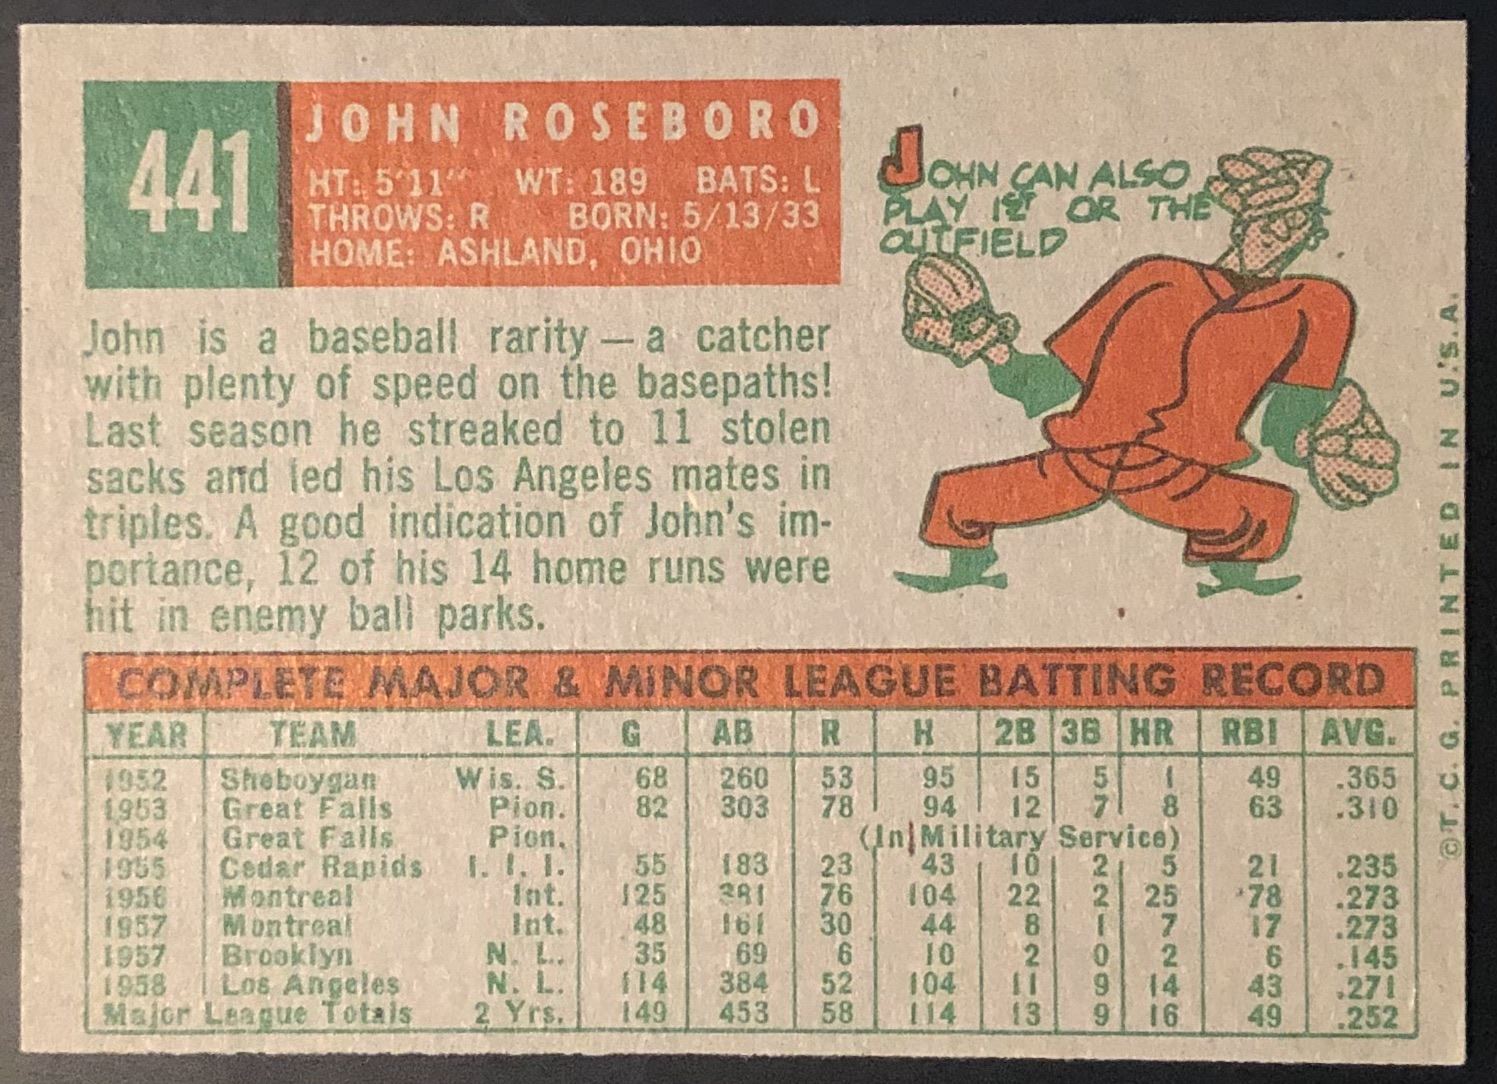 441
JOHN ROSEBORO
HT: 5'11" WT: 189 BATS: L
THROWS: R BORN: 5/13/33
HOME: ASHLAND, OHIO
JOHN CAN ALSO
PLAY 1ST OR THE
OUTFIELD
John is a baseball rarity — a catcher
with plenty of speed on the basepaths!
Last season he streaked to 11 stolen
sacks and led his Los Angeles mates in
triples. A good indication of John's im-
portance, 12 of his 14 home runs were
hit in enemy ball parks.
COMPLETE MAJOR & MINOR LEAGUE BATTING RECORD
YEAR TEAM LEA. G AB R H 2B 3B HR RBI AVG.
1952 Sheboygan Wis. S. 68 260 53 95 15 5 1 49 .365
1953 Great Falls Pion. 82 303 78 94 12 7 8 63 .310
1954 Great Falls Pion. (In Military Service)
1955 Cedar Rapids I. I. I. 55 183 23 43 10 2 5 21 .235
1956 Montreal Int. 125 381 76 104 22 2 25 78 .273
1957 Montreal Int. 48 161 30 44 8 1 7 17 .273
1957 Brooklyn N. L. 35 69 6 10 2 0 2 6 .145
1958 Los Angeles N. L. 114 384 52 104 11 9 14 43 .271
Major League Totals 2 Yrs. 149 453 58 114 13 9 16 49 .252
©T. C. G. PRINTED IN U.S.A.